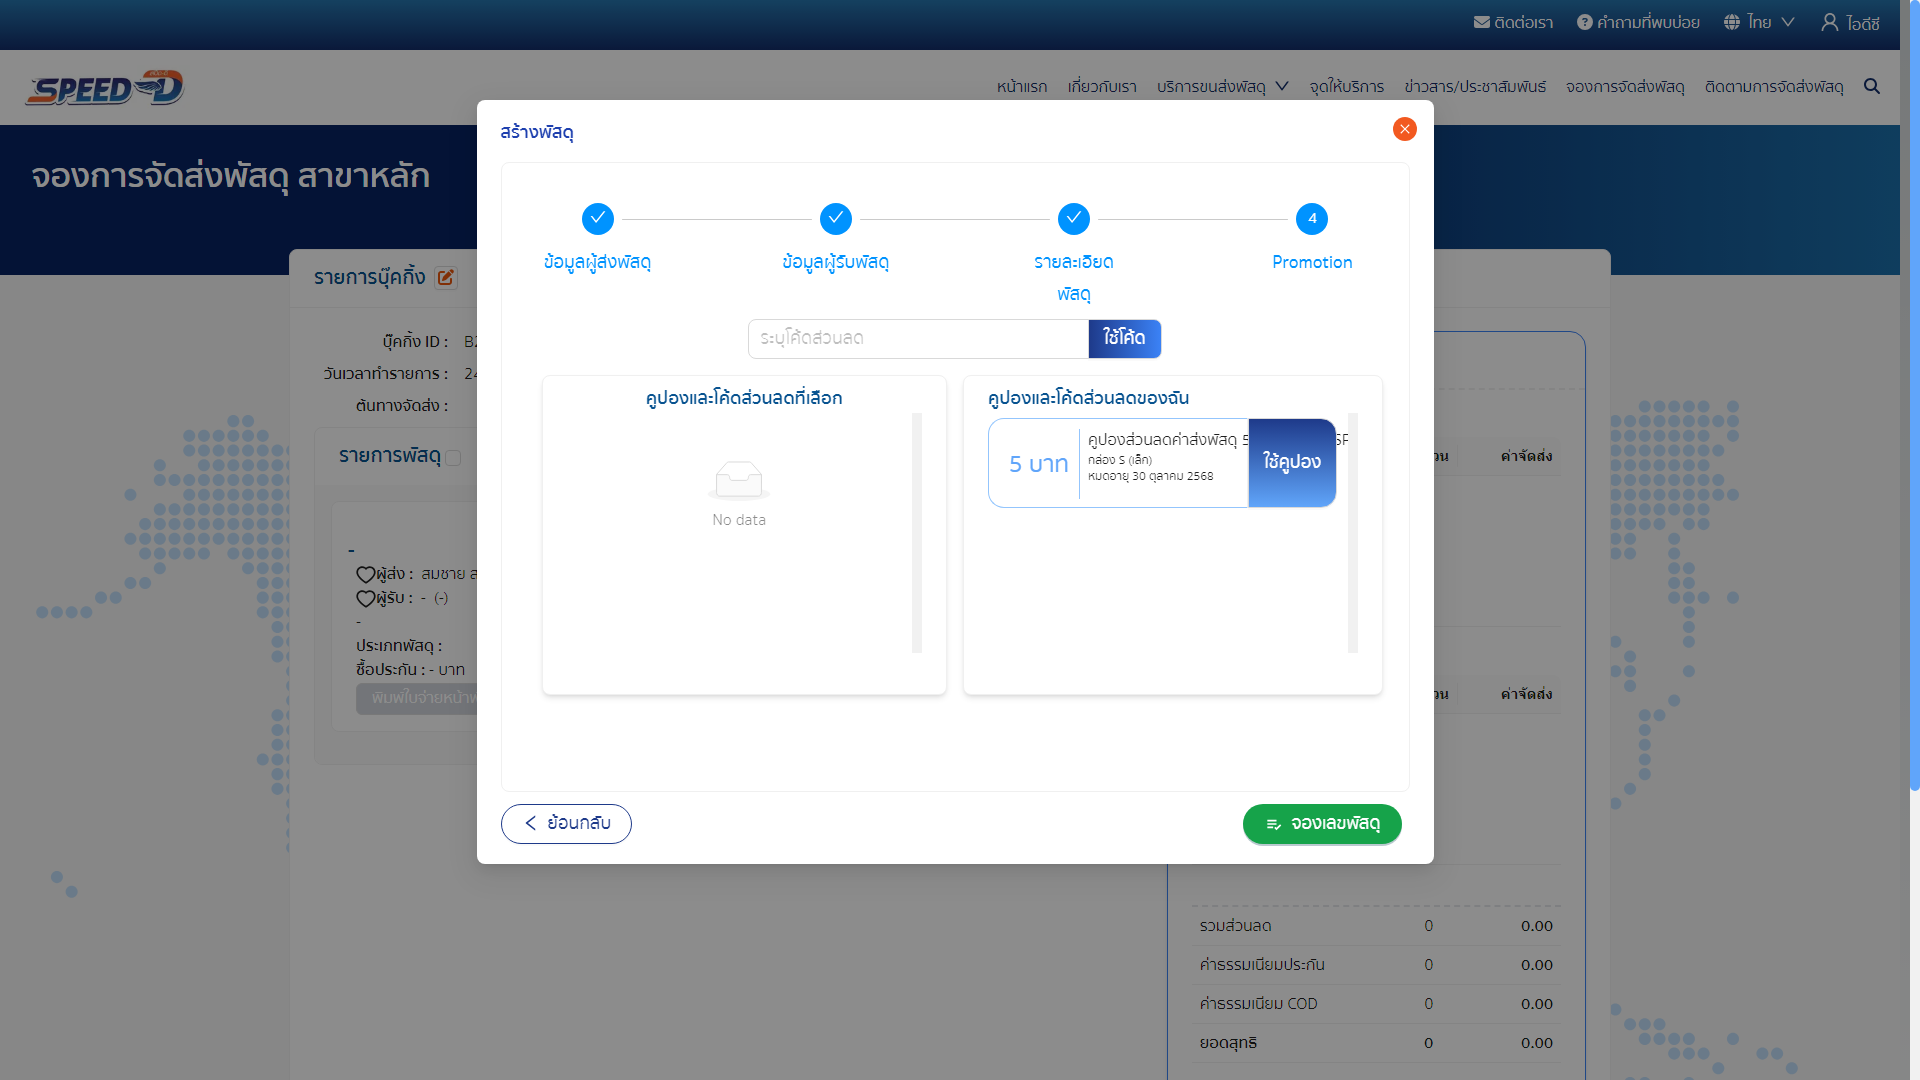 ติดต่อเรา คำถามที่พบบ่อย ไทย ไอดีซี
SPEED D
หน้าแรก เกี่ยวกับเรา บริการขนส่งพัสดุ จุดให้บริการ ข่าวสาร/ประชาสัมพันธ์ จองการจัดส่งพัสดุ ติดตามการจัดส่งพัสดุ
จองการจัดส่งพัสดุ สาขาหลัก
สร้างพัสดุ
ข้อมูลผู้ส่งพัสดุ
ข้อมูลผู้รับพัสดุ
รายละเอียด
พัสดุ
4
Promotion
ระบุโค้ดส่วนลด
ใช้โค้ด
คูปองและโค้ดส่วนลดที่เลือก
No data
คูปองและโค้ดส่วนลดของฉัน
5 บาท
คูปองส่วนลดค่าส่งพัสดุ 5
กล่อง S (เล็ก)
หมดอายุ 30 ตุลาคม 2568
ใช้คูปอง
ย้อนกลับ
จองเลขพัสดุ
รายการบุ๊คกิ้ง
บุ๊คกิ้ง ID :
วันเวลาทำรายการ : 24
ต้นทางจัดส่ง :
รายการพัสดุ
-
ผู้ส่ง : สมชาย
ผู้รับ : - (-)
-
ประเภทพัสดุ :
ซื้อประกัน : - บาท
พิมพ์ใบจ่ายหน้า
ค่าจัดส่ง
ค่าจัดส่ง
รวมส่วนลด 0 0.00
ค่าธรรมเนียมประกัน 0 0.00
ค่าธรรมเนียม COD 0 0.00
ยอดสุทธิ 0 0.00